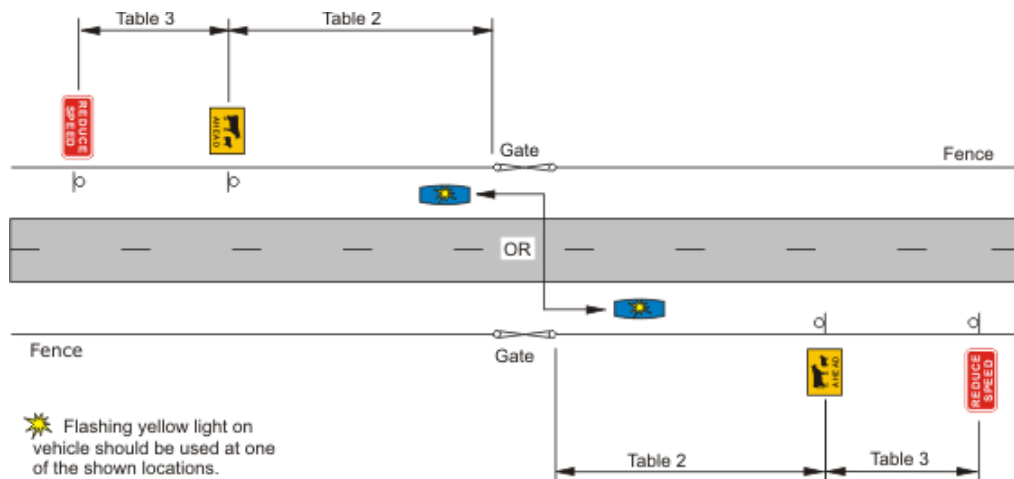 Table 3
Table 2
REDUCE
SPEED
AHEAD
Gate
Fence
OR
Fence
Gate
AHEAD
REDUCE
SPEED
Flashing yellow light on
vehicle should be used at one
of the shown locations.
Table 2
Table 3